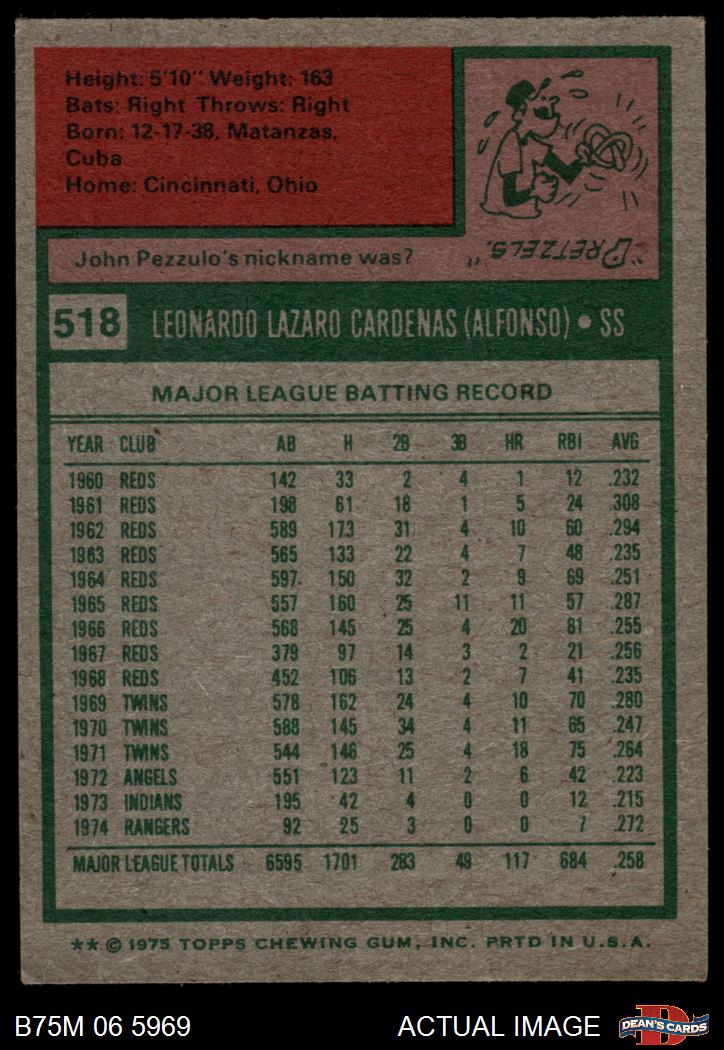 Height: 5'10" Weight: 163
Bats: Right Throws: Right
Born: 12-17-38, Matanzas,
Cuba
Home: Cincinnati, Ohio
John Pezzulo's nickname was?
"PRETZELS."
518 LEONARDO LAZARO CARDENAS (ALFONSO) • SS
MAJOR LEAGUE BATTING RECORD
YEAR CLUB AB H 2B 3B HR RBI AVG
1960 REDS 142 33 2 4 1 12 .232
1961 REDS 198 61 18 1 5 24 .308
1962 REDS 589 173 31 4 10 60 .294
1963 REDS 565 133 22 4 7 48 .235
1964 REDS 597 150 32 2 9 69 .251
1965 REDS 557 160 25 11 11 57 .287
1966 REDS 568 145 25 4 20 81 .255
1967 REDS 379 97 14 3 2 21 .256
1968 REDS 452 106 13 2 7 41 .235
1969 TWINS 578 162 24 4 10 70 .280
1970 TWINS 588 145 34 4 11 65 .247
1971 TWINS 544 146 25 4 18 75 .264
1972 ANGELS 551 123 11 2 6 42 .223
1973 INDIANS 195 42 4 0 0 12 .215
1974 RANGERS 92 25 3 0 0 7 .272
MAJOR LEAGUE TOTALS 6595 1701 283 49 117 684 .258
** © 1975 TOPPS CHEWING GUM, INC. PRTD IN U.S.A.
B75M 06 5969 ACTUAL IMAGE D DEAN'S CARDS